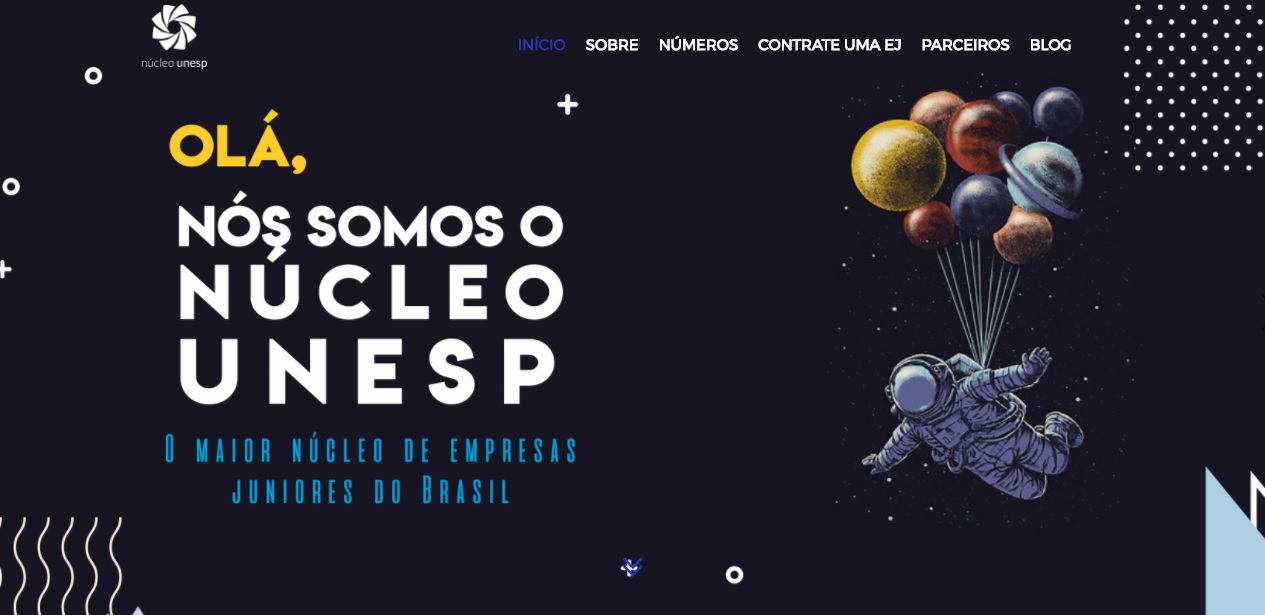 núcleo unesp
INÍCIO SOBRE NÚMEROS CONTRATE UMA EJ PARCEIROS BLOG
OLÁ,
NÓS SOMOS O
NÚCLEO
UNESP
O MAIOR NÚCLEO DE EMPRESAS
JUNIORES DO BRASIL